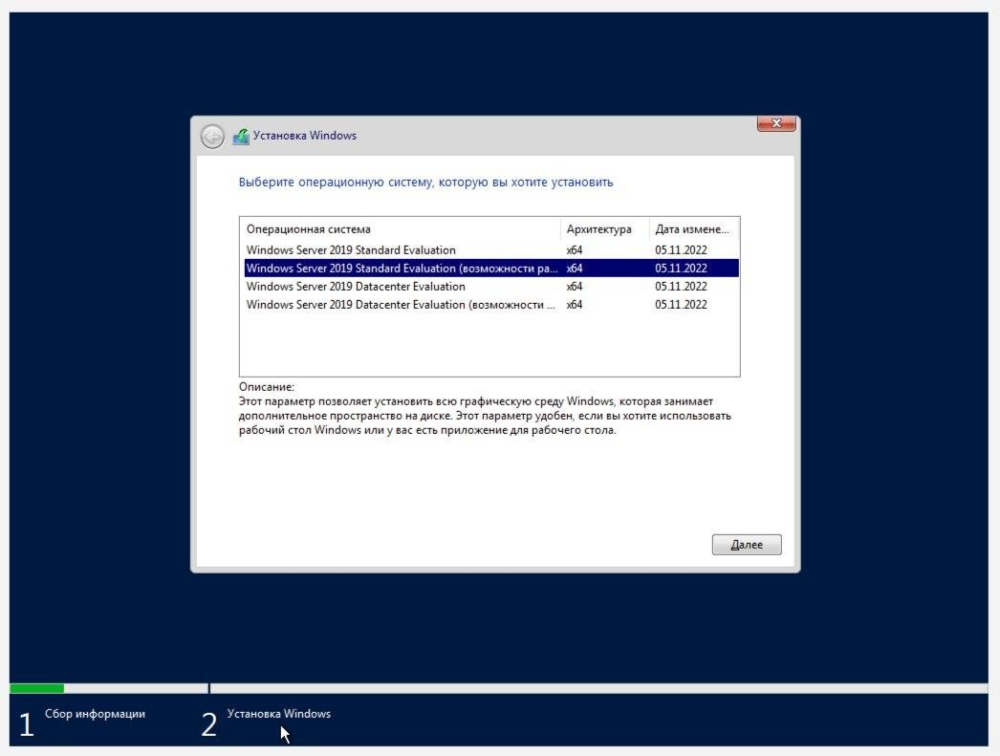 Установка Windows
Выберите операционную систему, которую вы хотите установить
Операционная система Архитектура Дата измене...
Windows Server 2019 Standard Evaluation x64 05.11.2022
Windows Server 2019 Standard Evaluation (возможности ра... x64 05.11.2022
Windows Server 2019 Datacenter Evaluation x64 05.11.2022
Windows Server 2019 Datacenter Evaluation (возможности ... x64 05.11.2022
Описание:
Этот параметр позволяет установить всю графическую среду Windows, которая занимает
дополнительное пространство на диске. Этот параметр удобен, если вы хотите использовать
рабочий стол Windows или у вас есть приложение для рабочего стола.
Далее
1 Сбор информации 2 Установка Windows